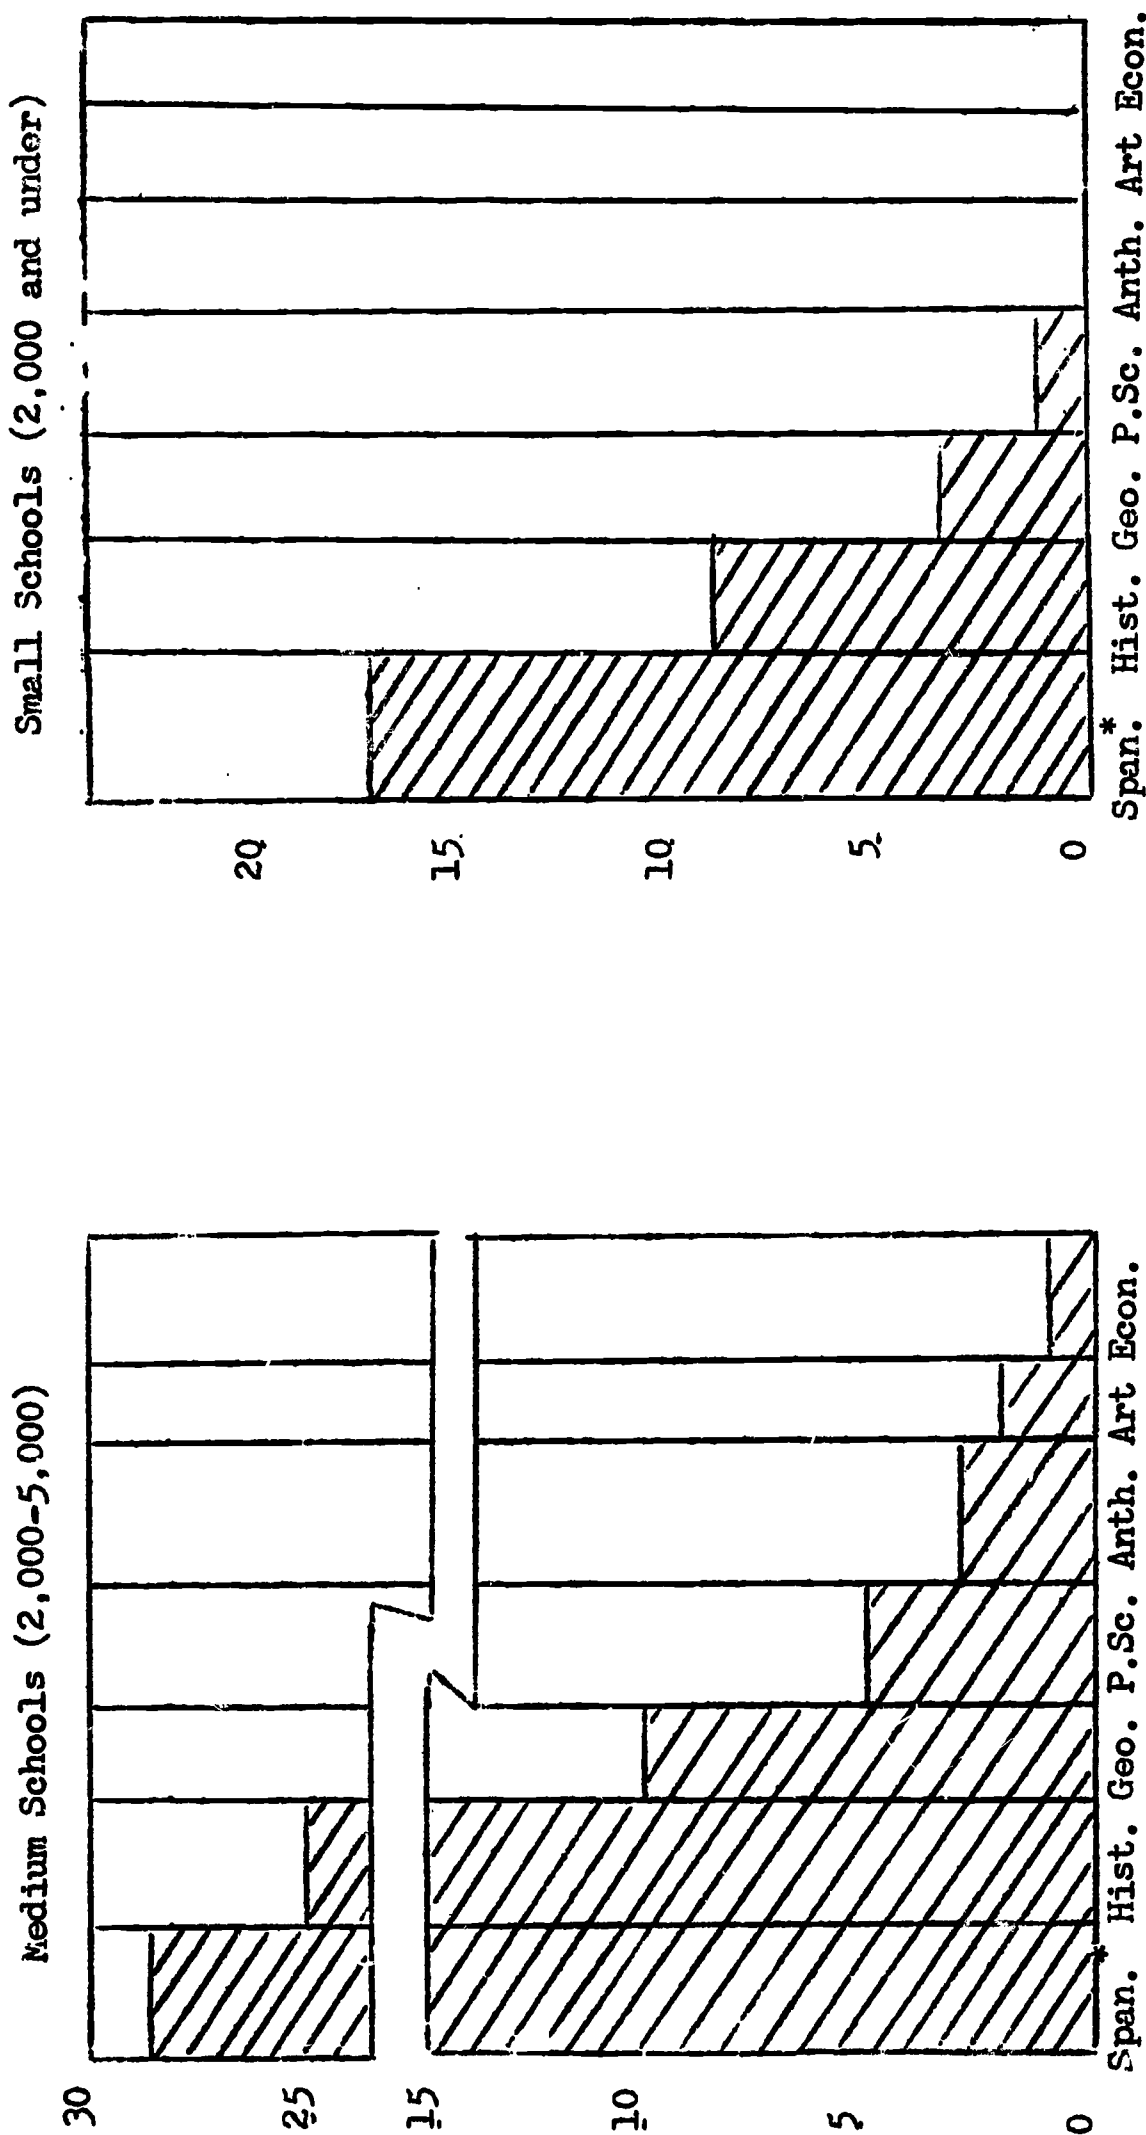 Medium Schools (2,000-5,000)
30
25
15
10
5
0
Span.* Hist. Geo. P.Sc. Anth. Art Econ.
Small Schools (2,000 and under)
20
15
10
5
0
Span.* Hist. Geo. P.Sc. Anth. Art Econ.